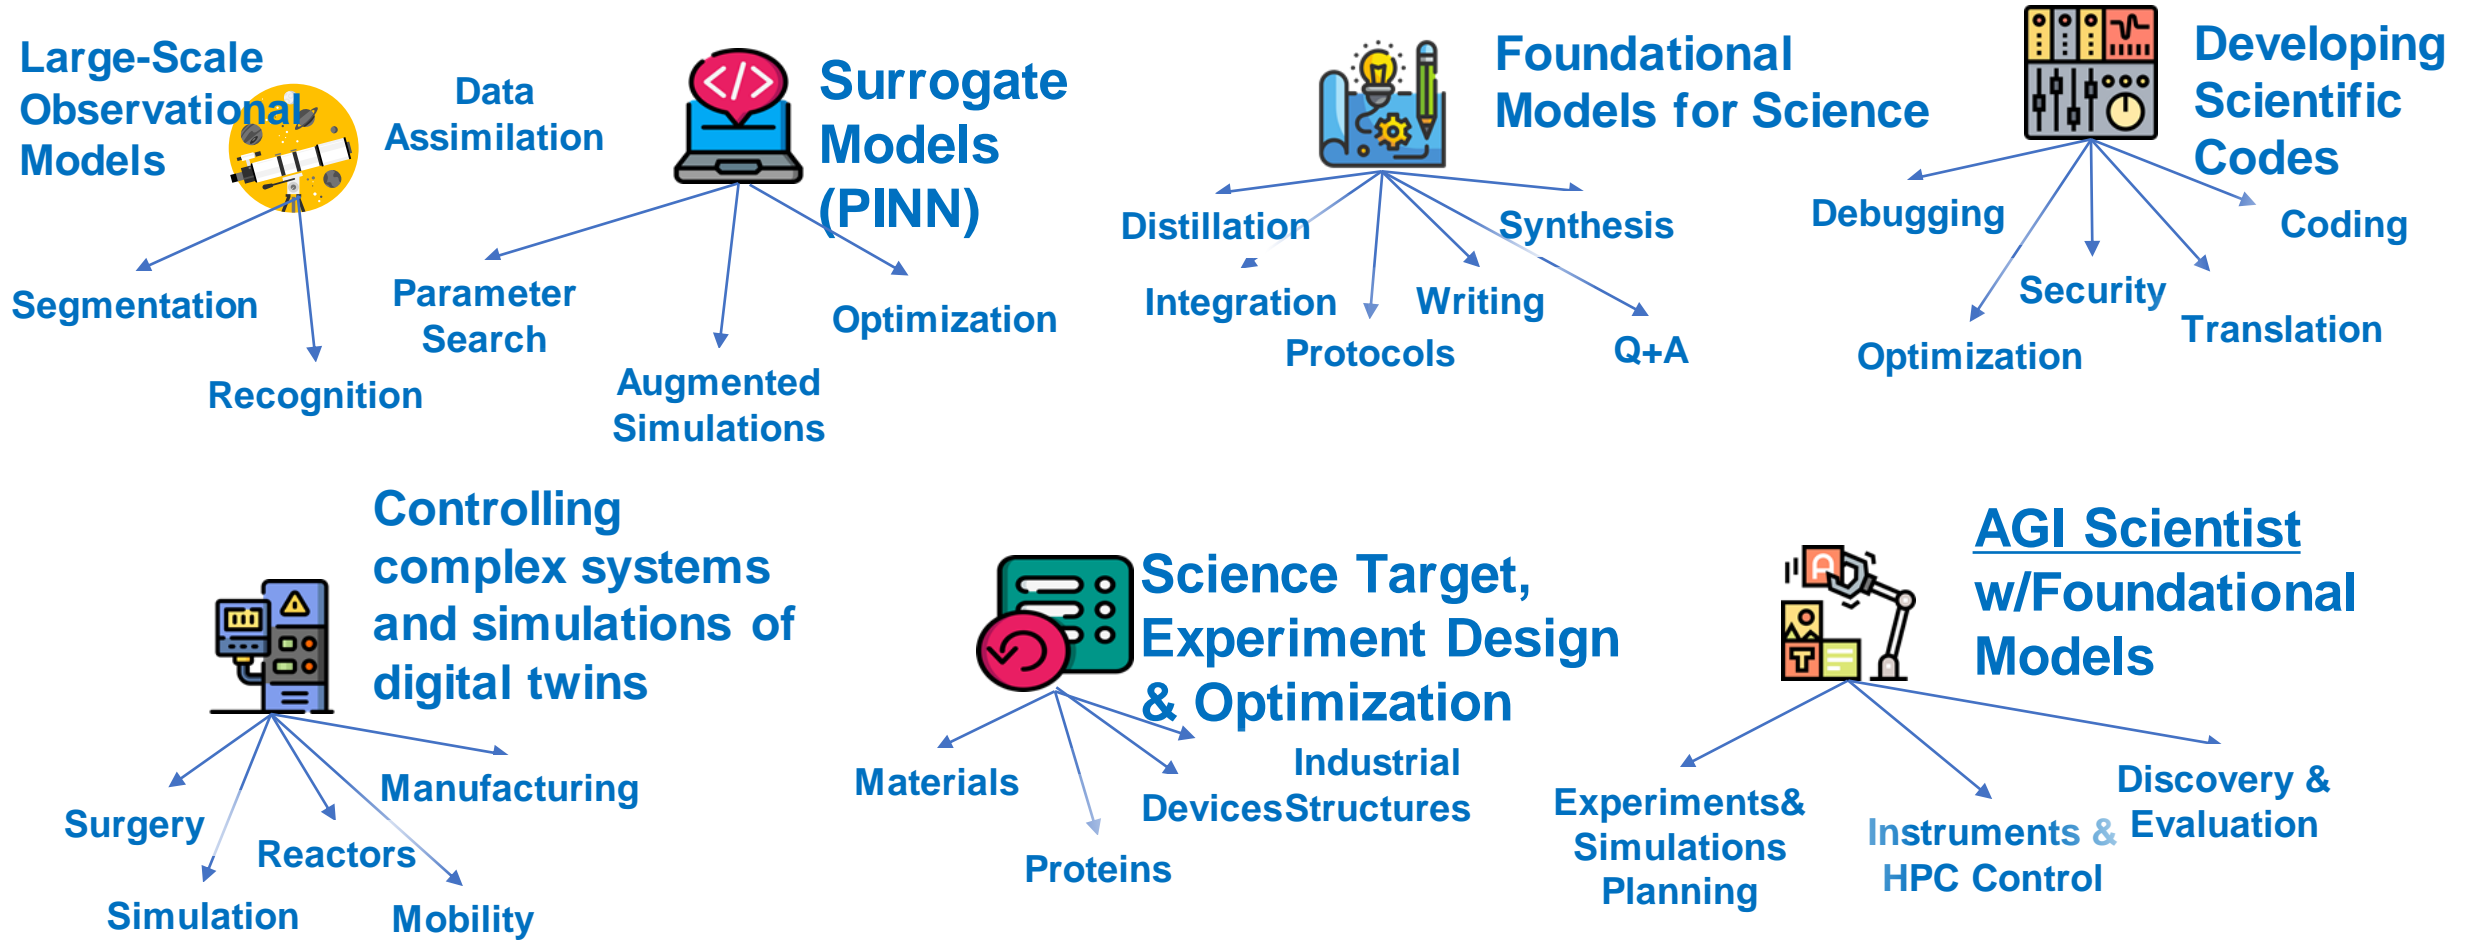 Large-Scale
Observational
Models
Data
Assimilation
Segmentation
Recognition
Surrogate
Models
(PINN)
Parameter
Search
Augmented
Simulations
Optimization
Foundational
Models for Science
Distillation
Synthesis
Integration
Writing
Protocols
Q+A
Developing
Scientific
Codes
Debugging
Coding
Security
Translation
Optimization
Controlling
complex systems
and simulations of
digital twins
Manufacturing
Surgery
Reactors
Simulation
Mobility
Science Target,
Experiment Design
& Optimization
Materials
Industrial
Structures
Devices
Proteins
AGI Scientist
w/Foundational
Models
Experiments&
Simulations
Planning
Instruments &
HPC Control
Discovery &
Evaluation
A
T